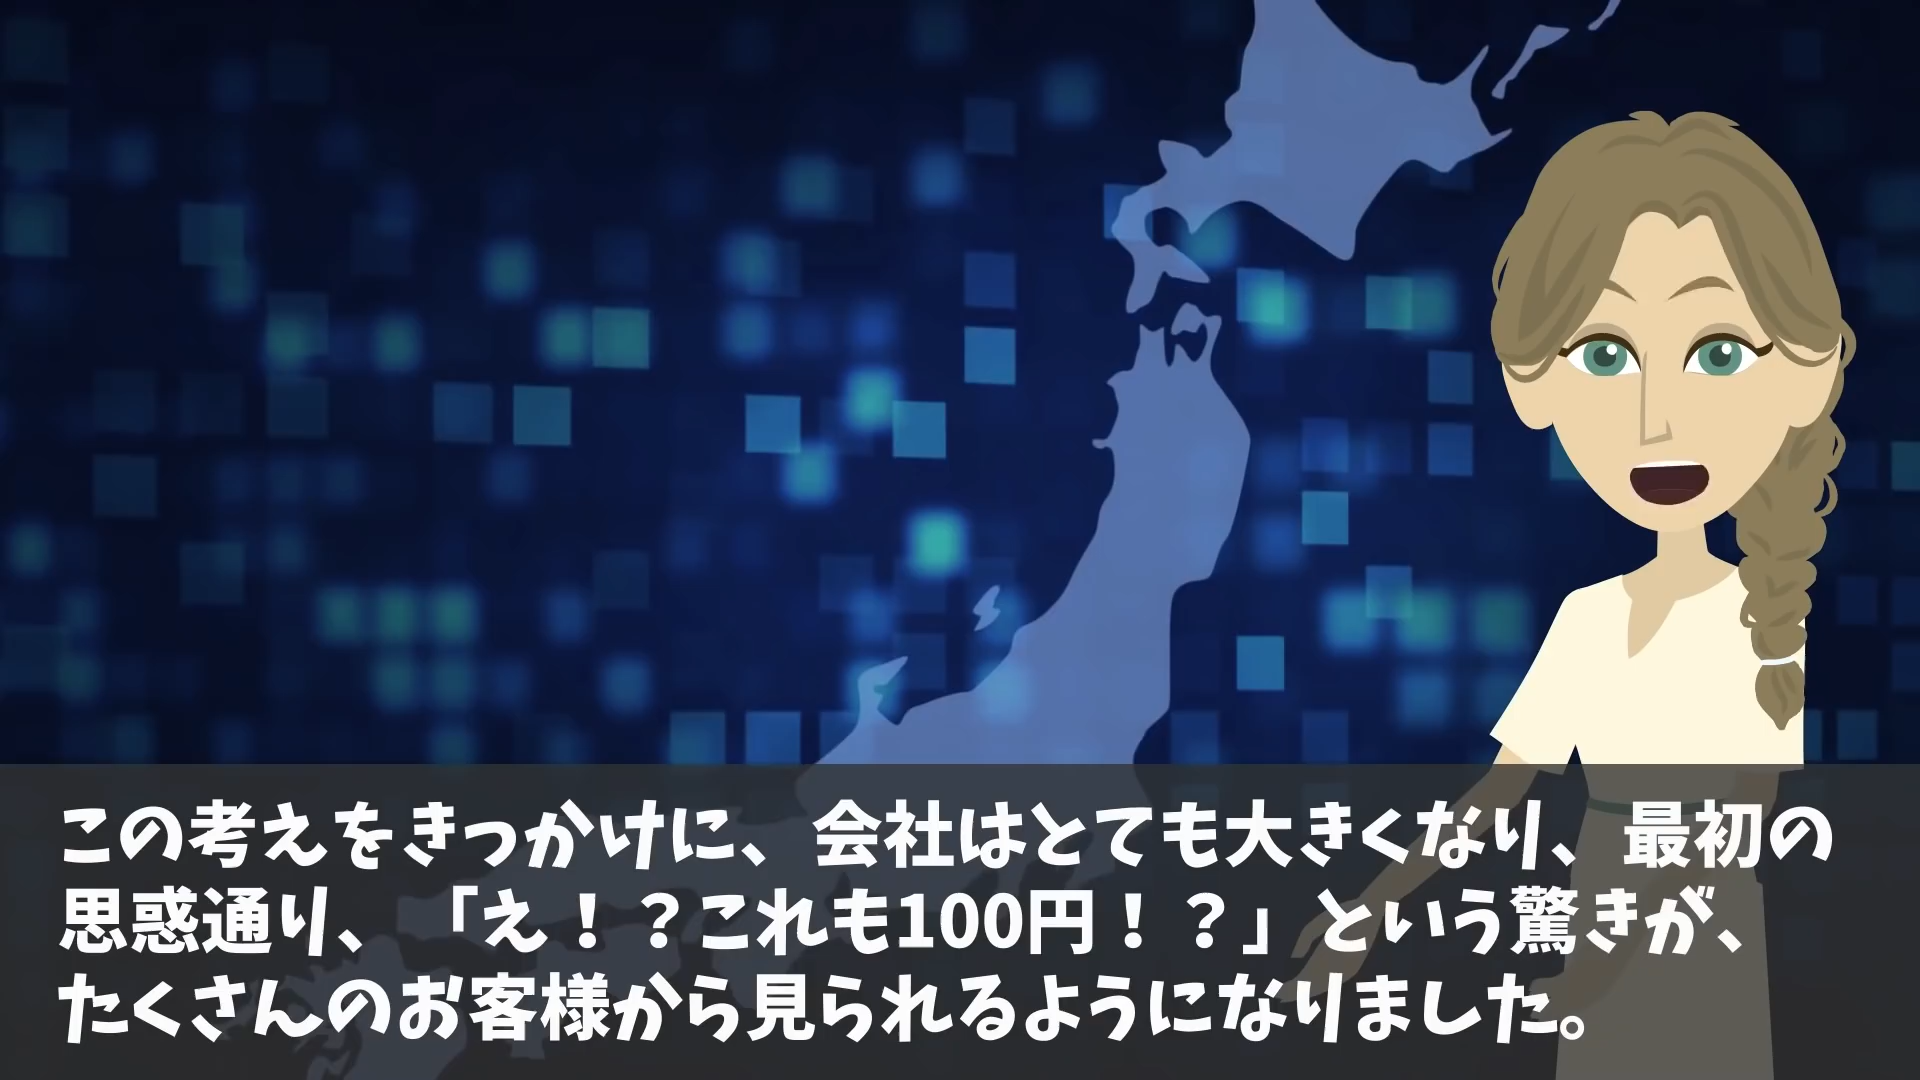 この考えをきっかけに、会社はとても大きくなり、最初の
思惑通り、「え！？これも100円！？」という驚きが、
たくさんのお客様から見られるようになりました。